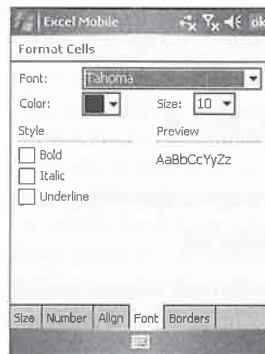 Excel Mobile ok
Format Cells
Font: Tahoma
Color: Size: 10
Style Preview
Bold AaBbCcYyZz
Italic
Underline
Size Number Align Font Borders